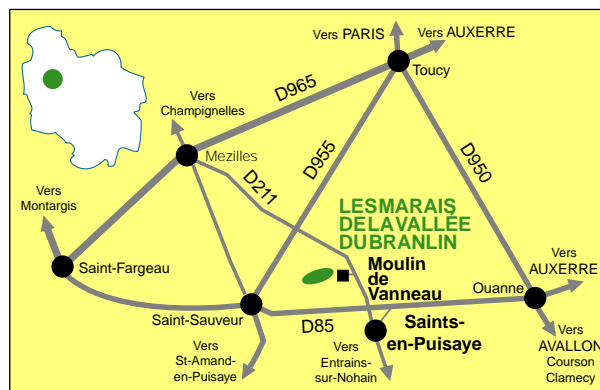 Vers PARIS
Vers AUXERRE
Toucy
D965
Vers
Champignelles
Mezilles
D955
D950
D211
Vers
Montargis
LESMARAIS
DELAVALLÉE
DUBRANLIN
Saint-Fargeau
Moulin
de
Vanneau
Vers
AUXERRE
Ouanne
Saint-Sauveur
D85
Saints-
en-Puisaye
Vers
St-Amand-
en-Puisaye
Vers
Entrains-
sur-Nohain
Vers
AVALLON
Courson
Clamecy